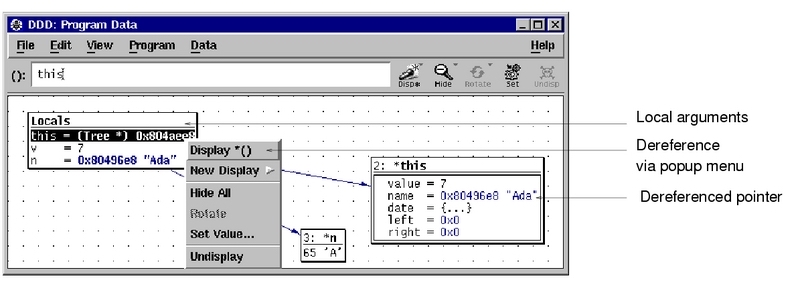 DDD: Program Data
File Edit View Program Data Help
(): this
Disp* Hide Rotate Set Undisp
Locals
this = (Tree *) 0x804aee8
v = 7
n = 0x80496e8 "Ada"
Display *()
New Display
Hide All
Rotate
Set Value...
Undisplay
2: *this
value = 7
name = 0x80496e8 "Ada"
date = {...}
left = 0x0
right = 0x0
3: *n
65 'A'
Local arguments
Dereference
via popup menu
Dereferenced pointer